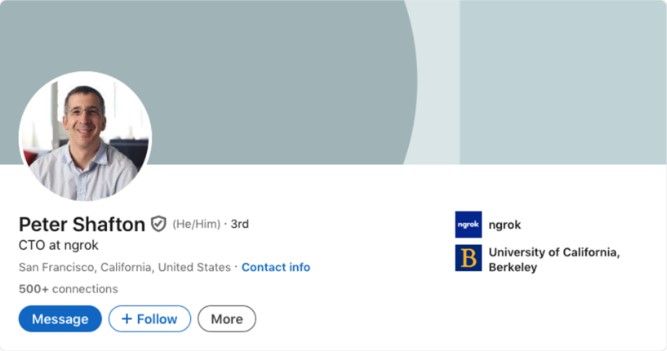 Peter Shafton (He/Him) · 3rd
CTO at ngrok
San Francisco, California, United States · Contact info
500+ connections
Message
+ Follow
More
ngrok
ngrok
B
University of California,
Berkeley